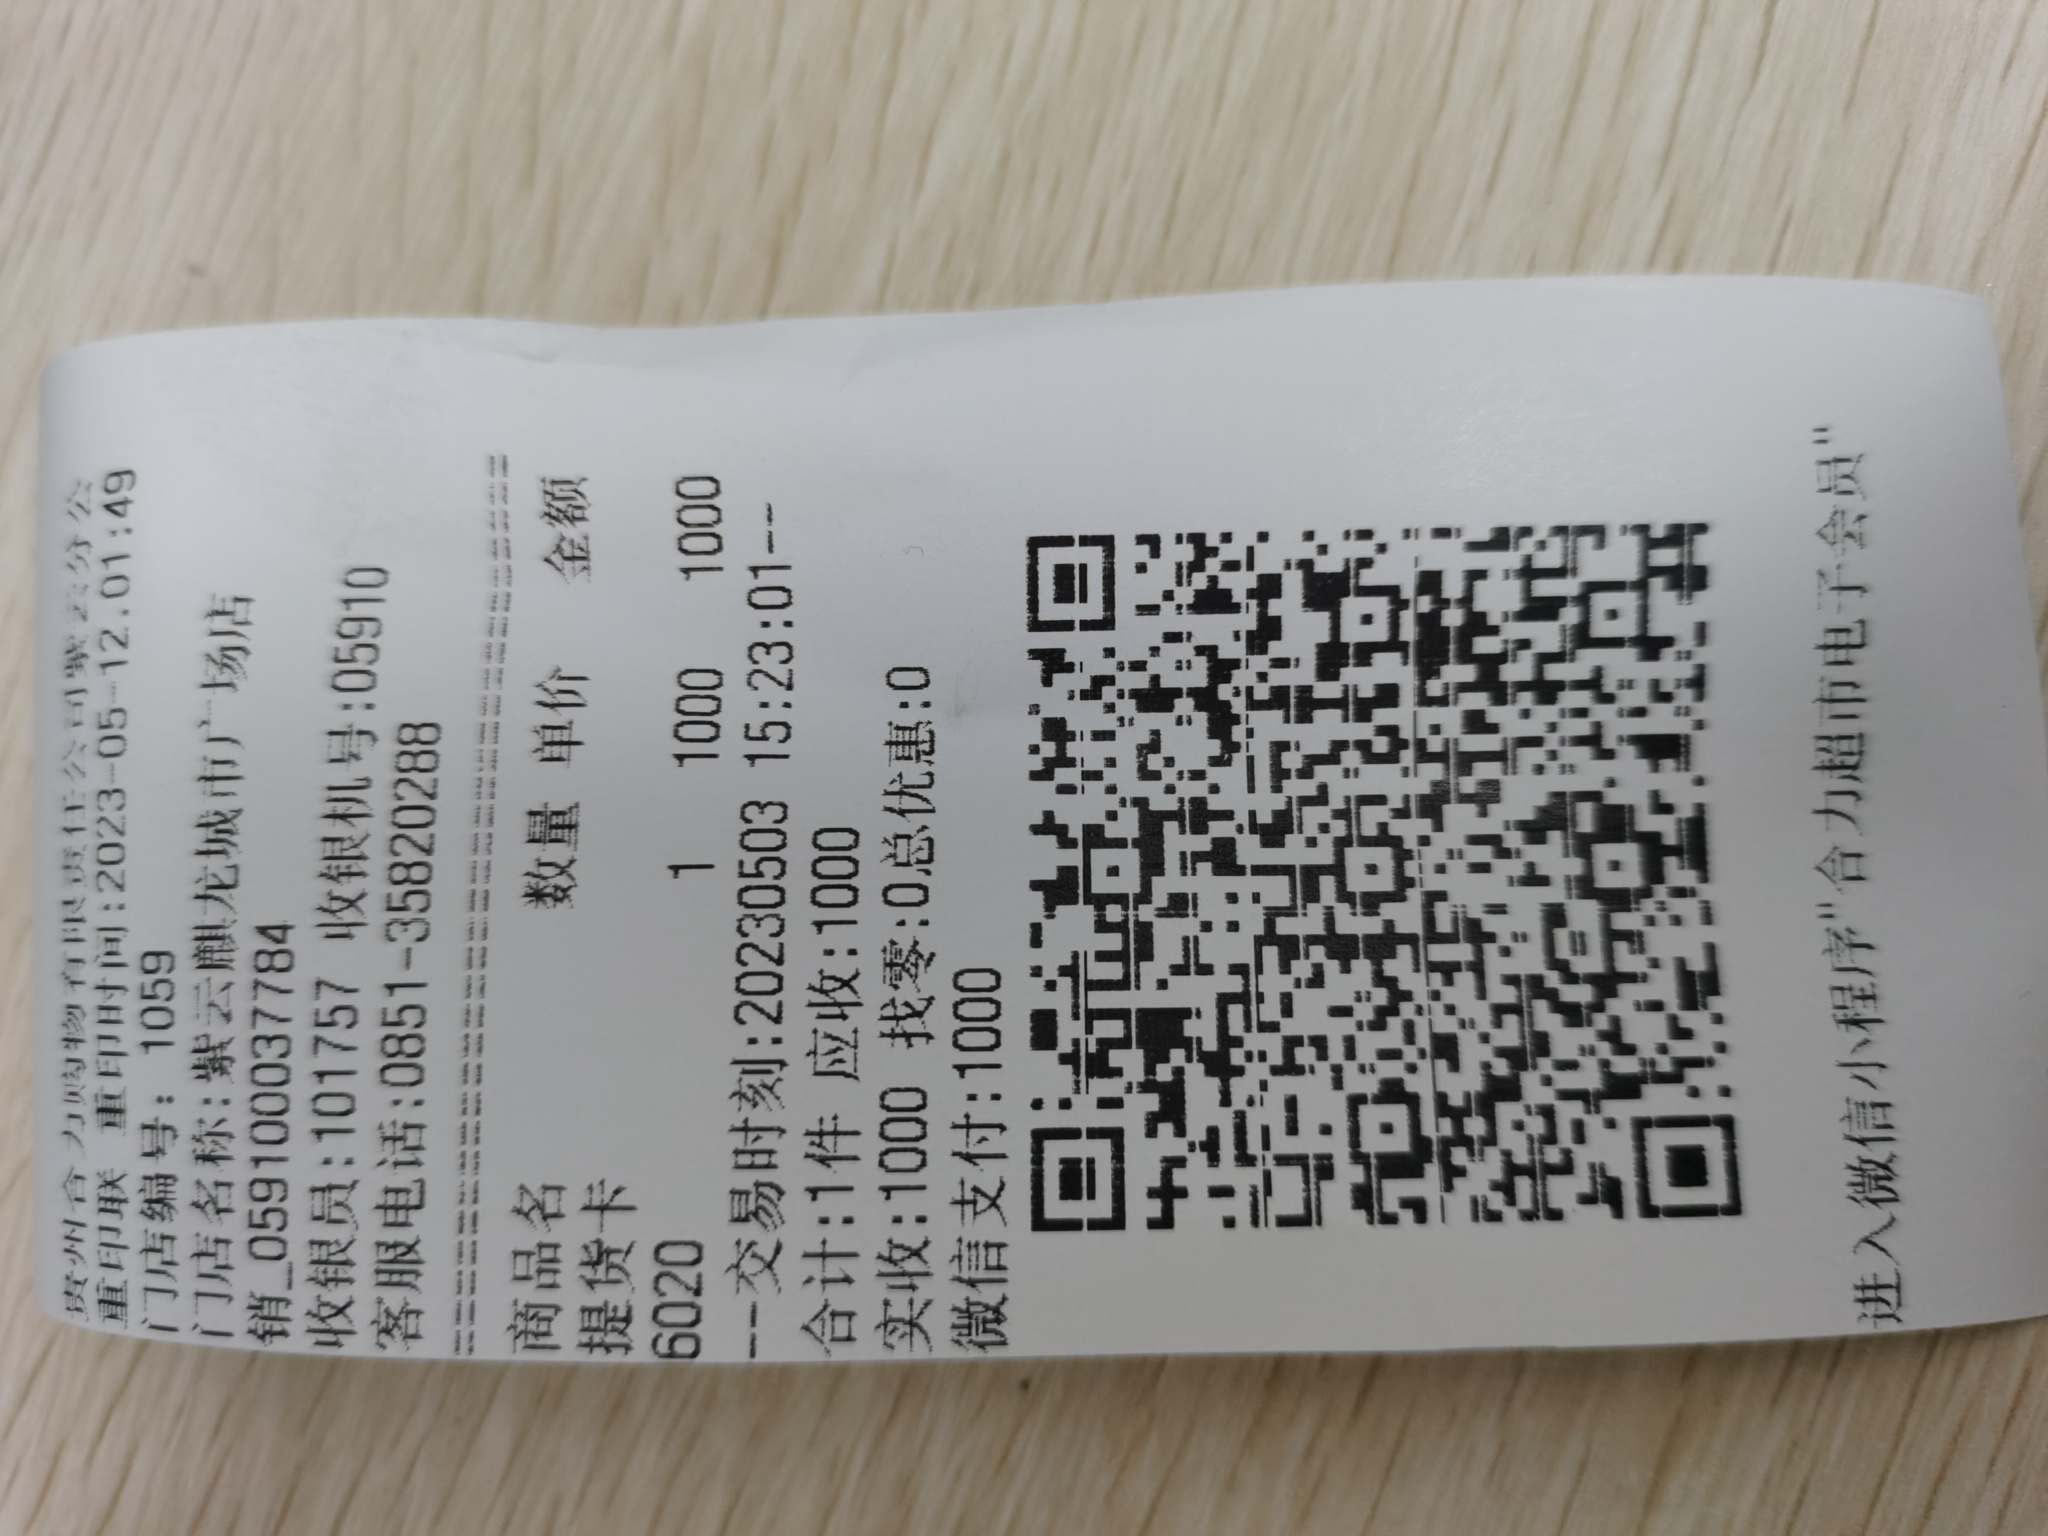 贵州合力购物有限责任公司紫云分公
重印联 重印时间:2023-05-12.01:49
门店编号: 1059
门店名称:紫云麒龙城市广场店
销_0591000377784
收银员:101757 收银机号:059910
客服电话:0851-35820288
================================
商品名 数量 单价 金额
提货卡
6020 1 1000 1000
--交易时刻:20230503 15:23:01--
合计:1件 应收:1000
实收:1000 找零:0总优惠:0
微信支付:1000
进入微信小程序"合力超市电子会员"